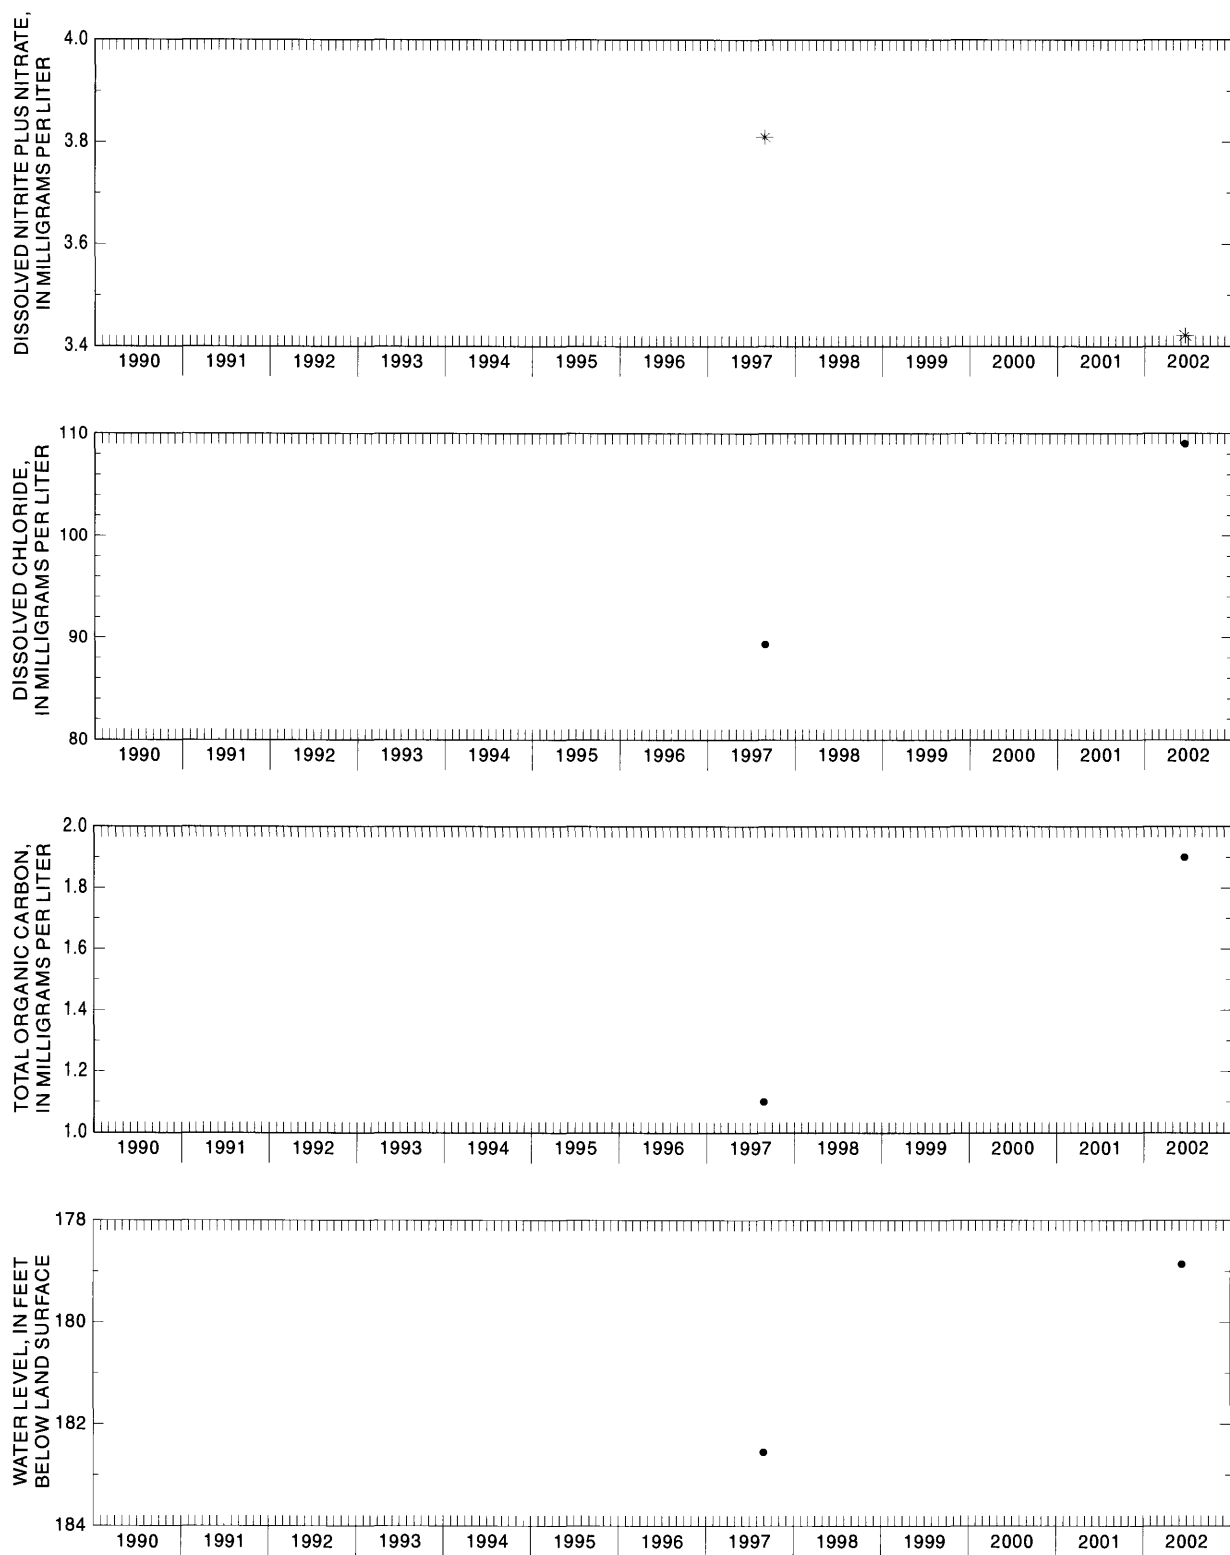 DISSOLVED NITRITE PLUS NITRATE,
IN MILLIGRAMS PER LITER
4.0
3.8
3.6
3.4
1990 1991 1992 1993 1994 1995 1996 1997 1998 1999 2000 2001 2002
DISSOLVED CHLORIDE,
IN MILLIGRAMS PER LITER
110
100
90
80
1990 1991 1992 1993 1994 1995 1996 1997 1998 1999 2000 2001 2002
TOTAL ORGANIC CARBON,
IN MILLIGRAMS PER LITER
2.0
1.8
1.6
1.4
1.2
1.0
1990 1991 1992 1993 1994 1995 1996 1997 1998 1999 2000 2001 2002
WATER LEVEL, IN FEET
BELOW LAND SURFACE
178
180
182
184
1990 1991 1992 1993 1994 1995 1996 1997 1998 1999 2000 2001 2002